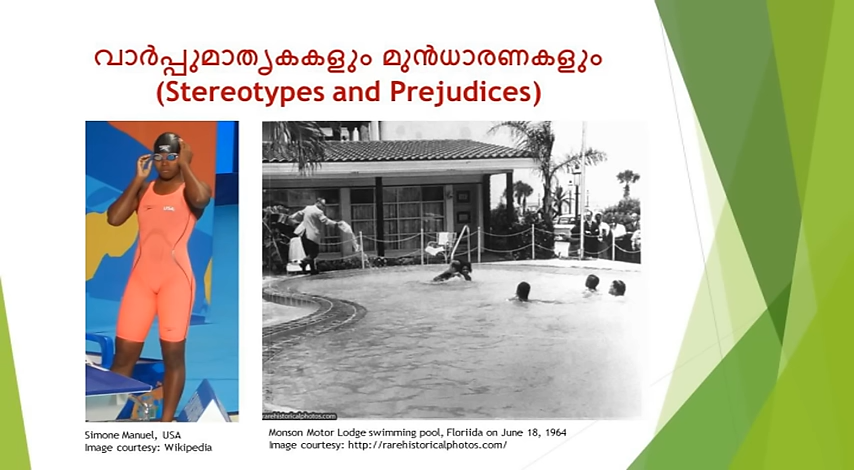 വാർപ്പുമാതൃകകളും മുൻധാരണകളും
(Stereotypes and Prejudices)
rarehistoricalphotos.com
Simone Manuel, USA
Image courtesy: Wikipedia
Monson Motor Lodge swimming pool, Floriida on June 18, 1964
Image courtesy: http://rarehistoricalphotos.com/